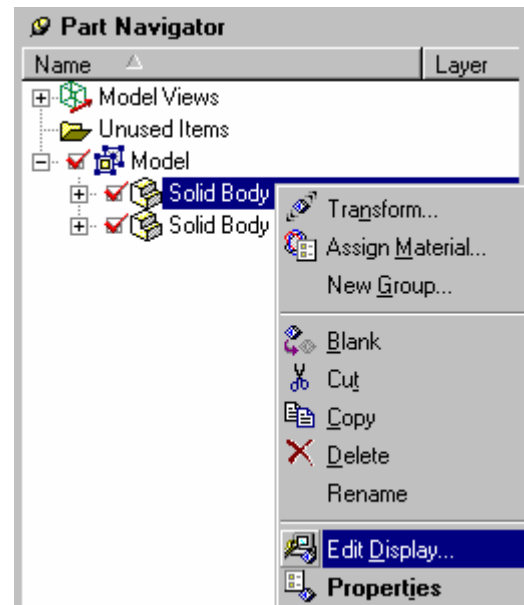 Part Navigator
Name Layer
Model Views
Unused Items
Model
Solid Body
Solid Body
Transform...
Assign Material...
New Group...
Blank
Cut
Copy
Delete
Rename
Edit Display...
Properties